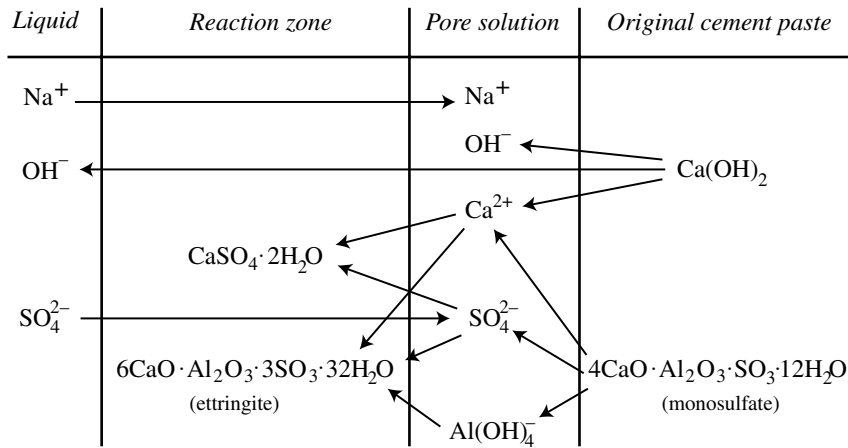 Liquid Reaction zone Pore solution Original cement paste
Na⁺ Na⁺
OH⁻
OH⁻ Ca(OH)₂
Ca²⁺
CaSO₄·2H₂O
SO₄²⁻ SO₄²⁻
6CaO·Al₂O₃·3SO₃·32H₂O 4CaO·Al₂O₃·SO₃·12H₂O
(ettringite) (monosulfate)
Al(OH)₄⁻